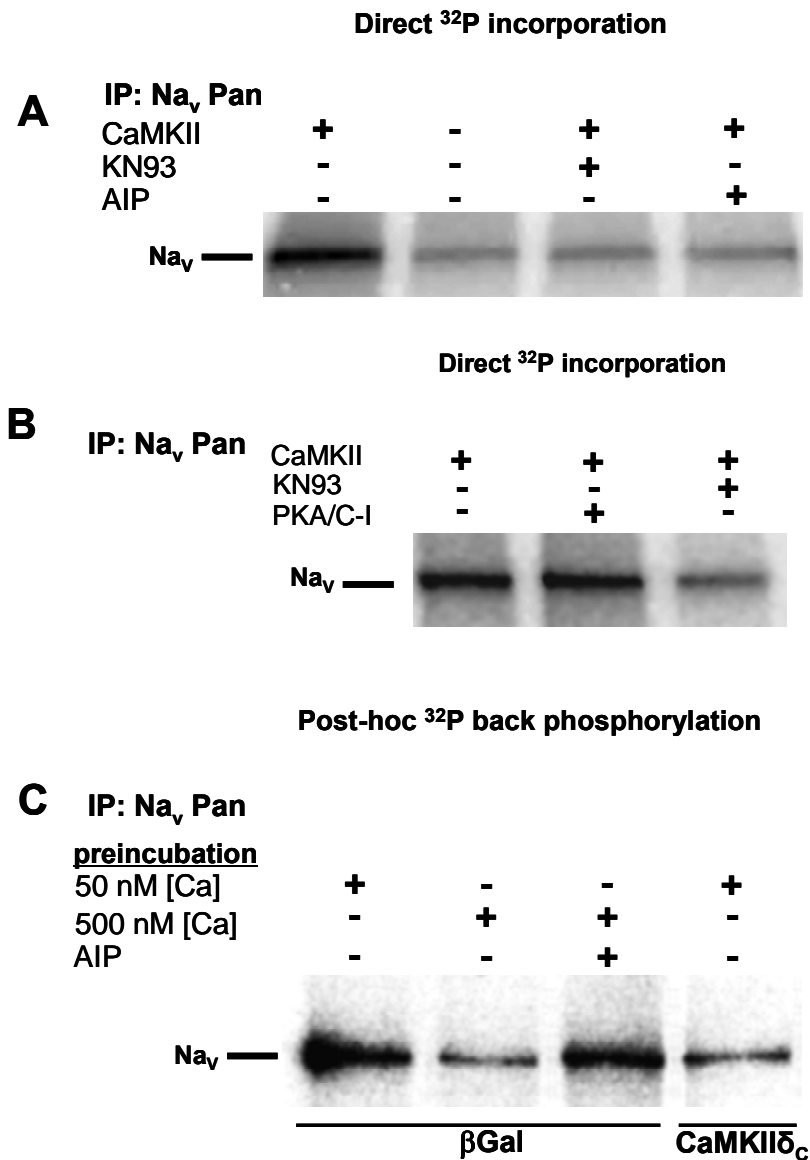 Direct ³²P incorporation
A
IP: Naᵥ Pan
CaMKII + - + +
KN93 - - + -
AIP - - - +
Naᵥ
Direct ³²P incorporation
B
IP: Naᵥ Pan
CaMKII + + +
KN93 - - +
PKA/C-I - + -
Naᵥ
Post-hoc ³²P back phosphorylation
C
IP: Naᵥ Pan
preincubation
50 nM [Ca] + - - +
500 nM [Ca] - + + -
AIP - - + -
Naᵥ
βGal CaMKIIδ_C